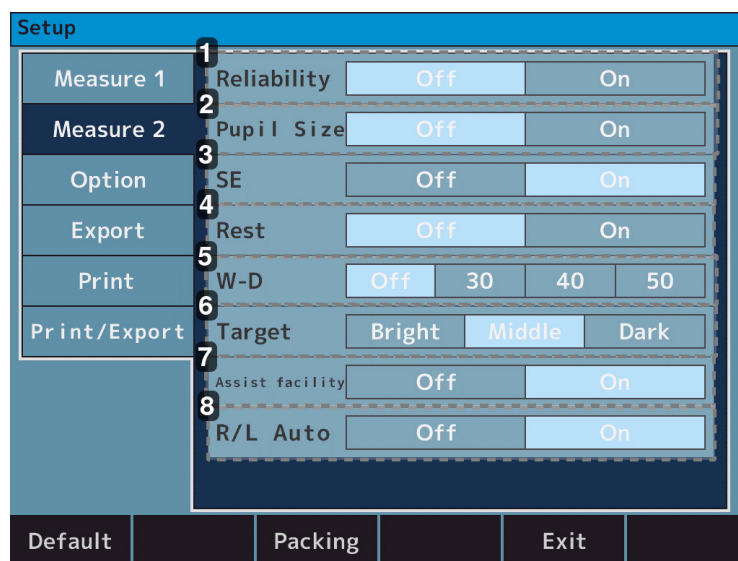 Setup
Measure 1
Measure 2
Option
Export
Print
Print/Export
1
Reliability Off On
2
Pupil Size Off On
3
SE Off On
4
Rest Off On
5
W-D Off 30 40 50
6
Target Bright Middle Dark
7
Assist facility Off On
8
R/L Auto Off On
Default Packing Exit